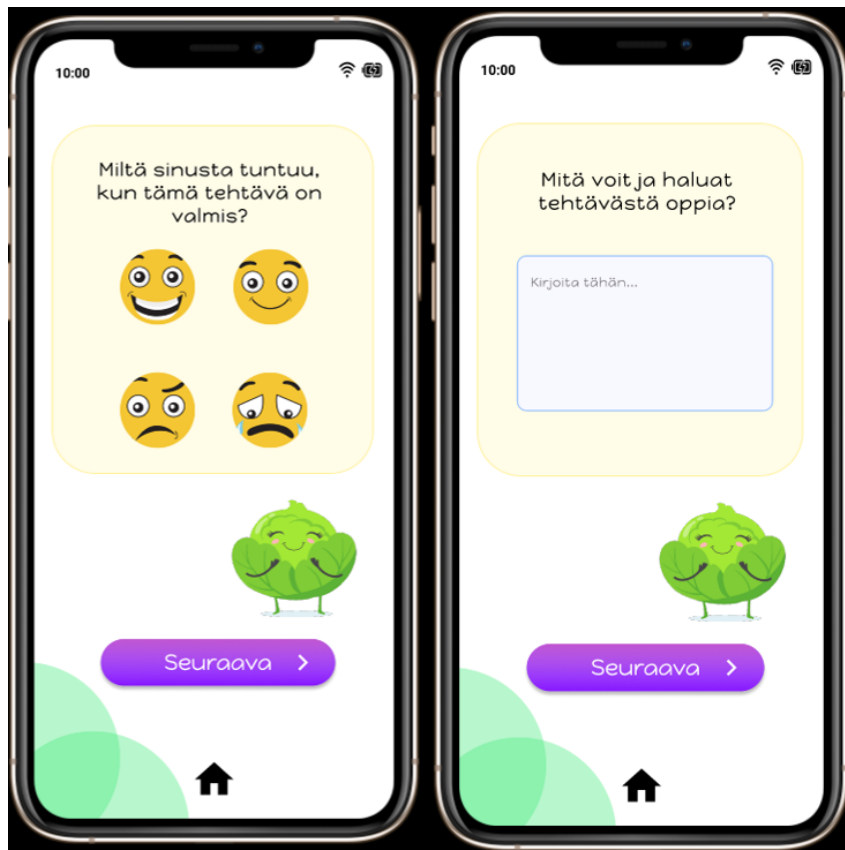 10:00
Miltä sinusta tuntuu,
kun tämä tehtävä on
valmis?
Seuraava
10:00
Mitä voit ja haluat
tehtävästä oppia?
Kirjoita tähän...
Seuraava